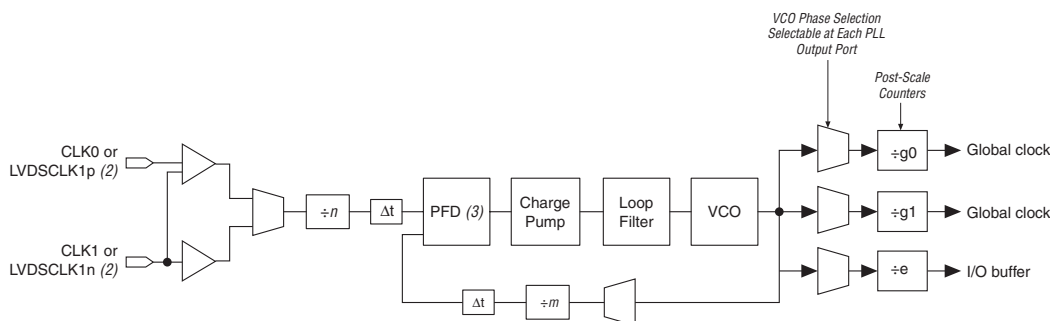 VCO Phase Selection
Selectable at Each PLL
Output Port
Post-Scale
Counters
CLK0 or
LVDSCLK1p (2)
÷g0
Global clock
÷n
Δt
PFD (3)
Charge
Pump
Loop
Filter
VCO
÷g1
Global clock
CLK1 or
LVDSCLK1n (2)
÷e
I/O buffer
Δt
÷m